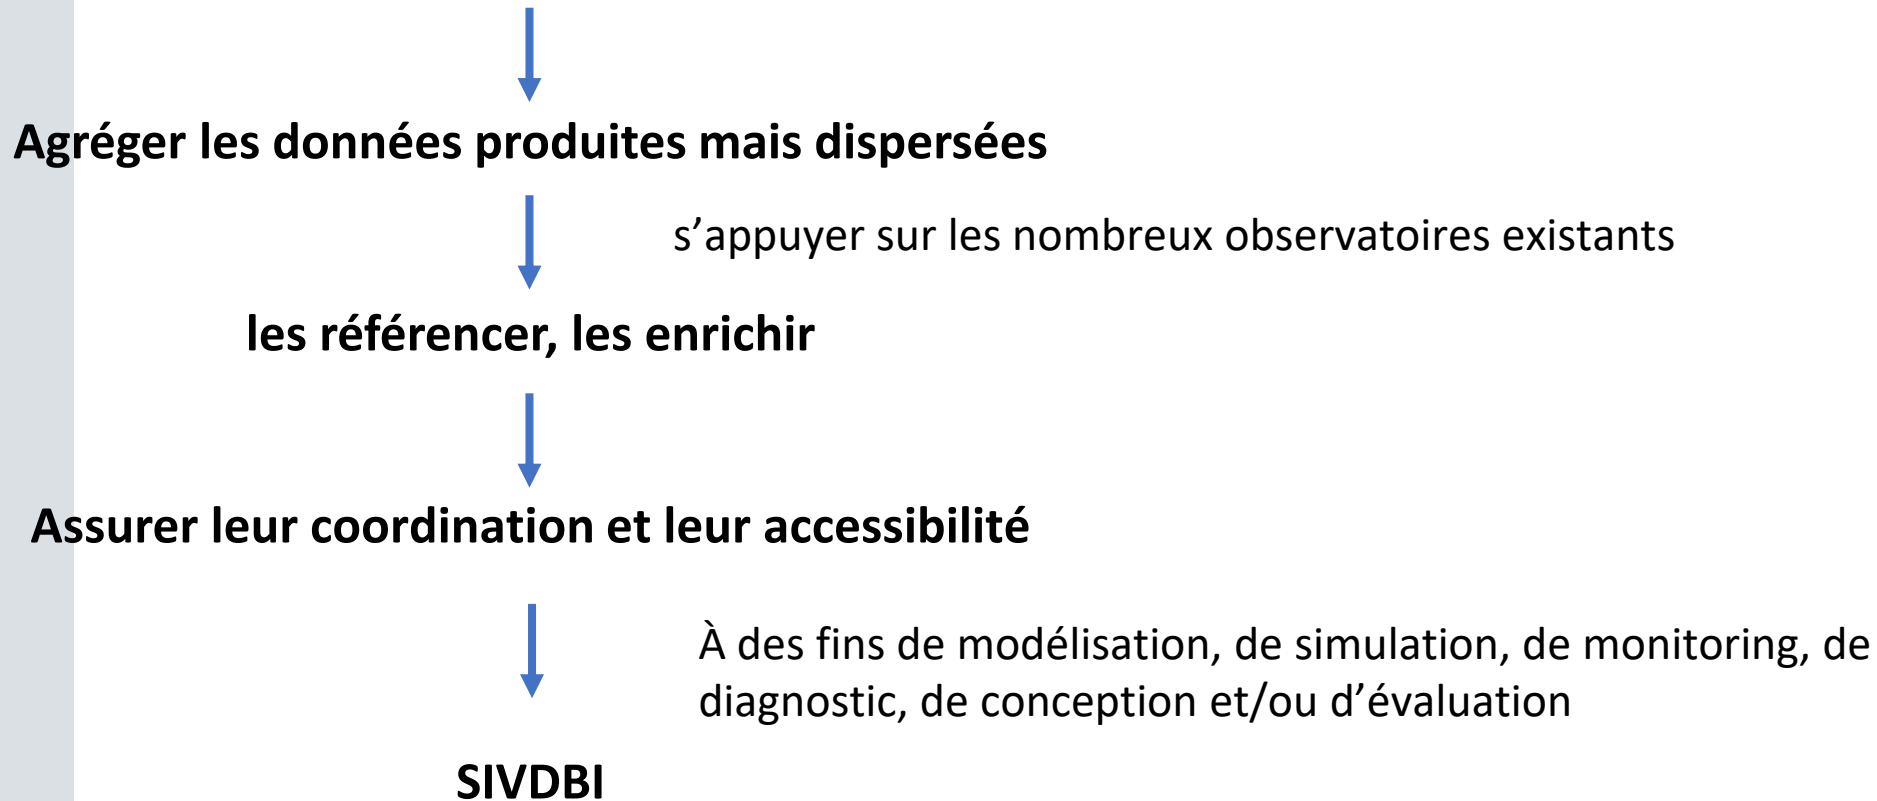 Agréger les données produites mais dispersées
s’appuyer sur les nombreux observatoires existants
les référencer, les enrichir
Assurer leur coordination et leur accessibilité
À des fins de modélisation, de simulation, de monitoring, de
diagnostic, de conception et/ou d’évaluation
SIVDBI